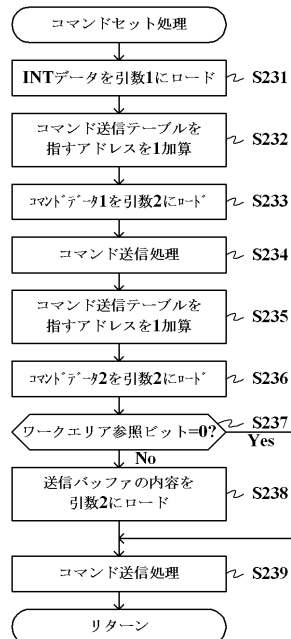 コマンドセット処理
INTデータを引数1にロード
S231
コマンド送信テーブルを
指すアドレスを1加算
S232
コマンドデータ1を引数2にロード
S233
コマンド送信処理
S234
コマンド送信テーブルを
指すアドレスを1加算
S235
コマンドデータ2を引数2にロード
S236
ワークエリア参照ビット=0?
S237
Yes
No
送信バッファの内容を
引数2にロード
S238
コマンド送信処理
S239
リターン